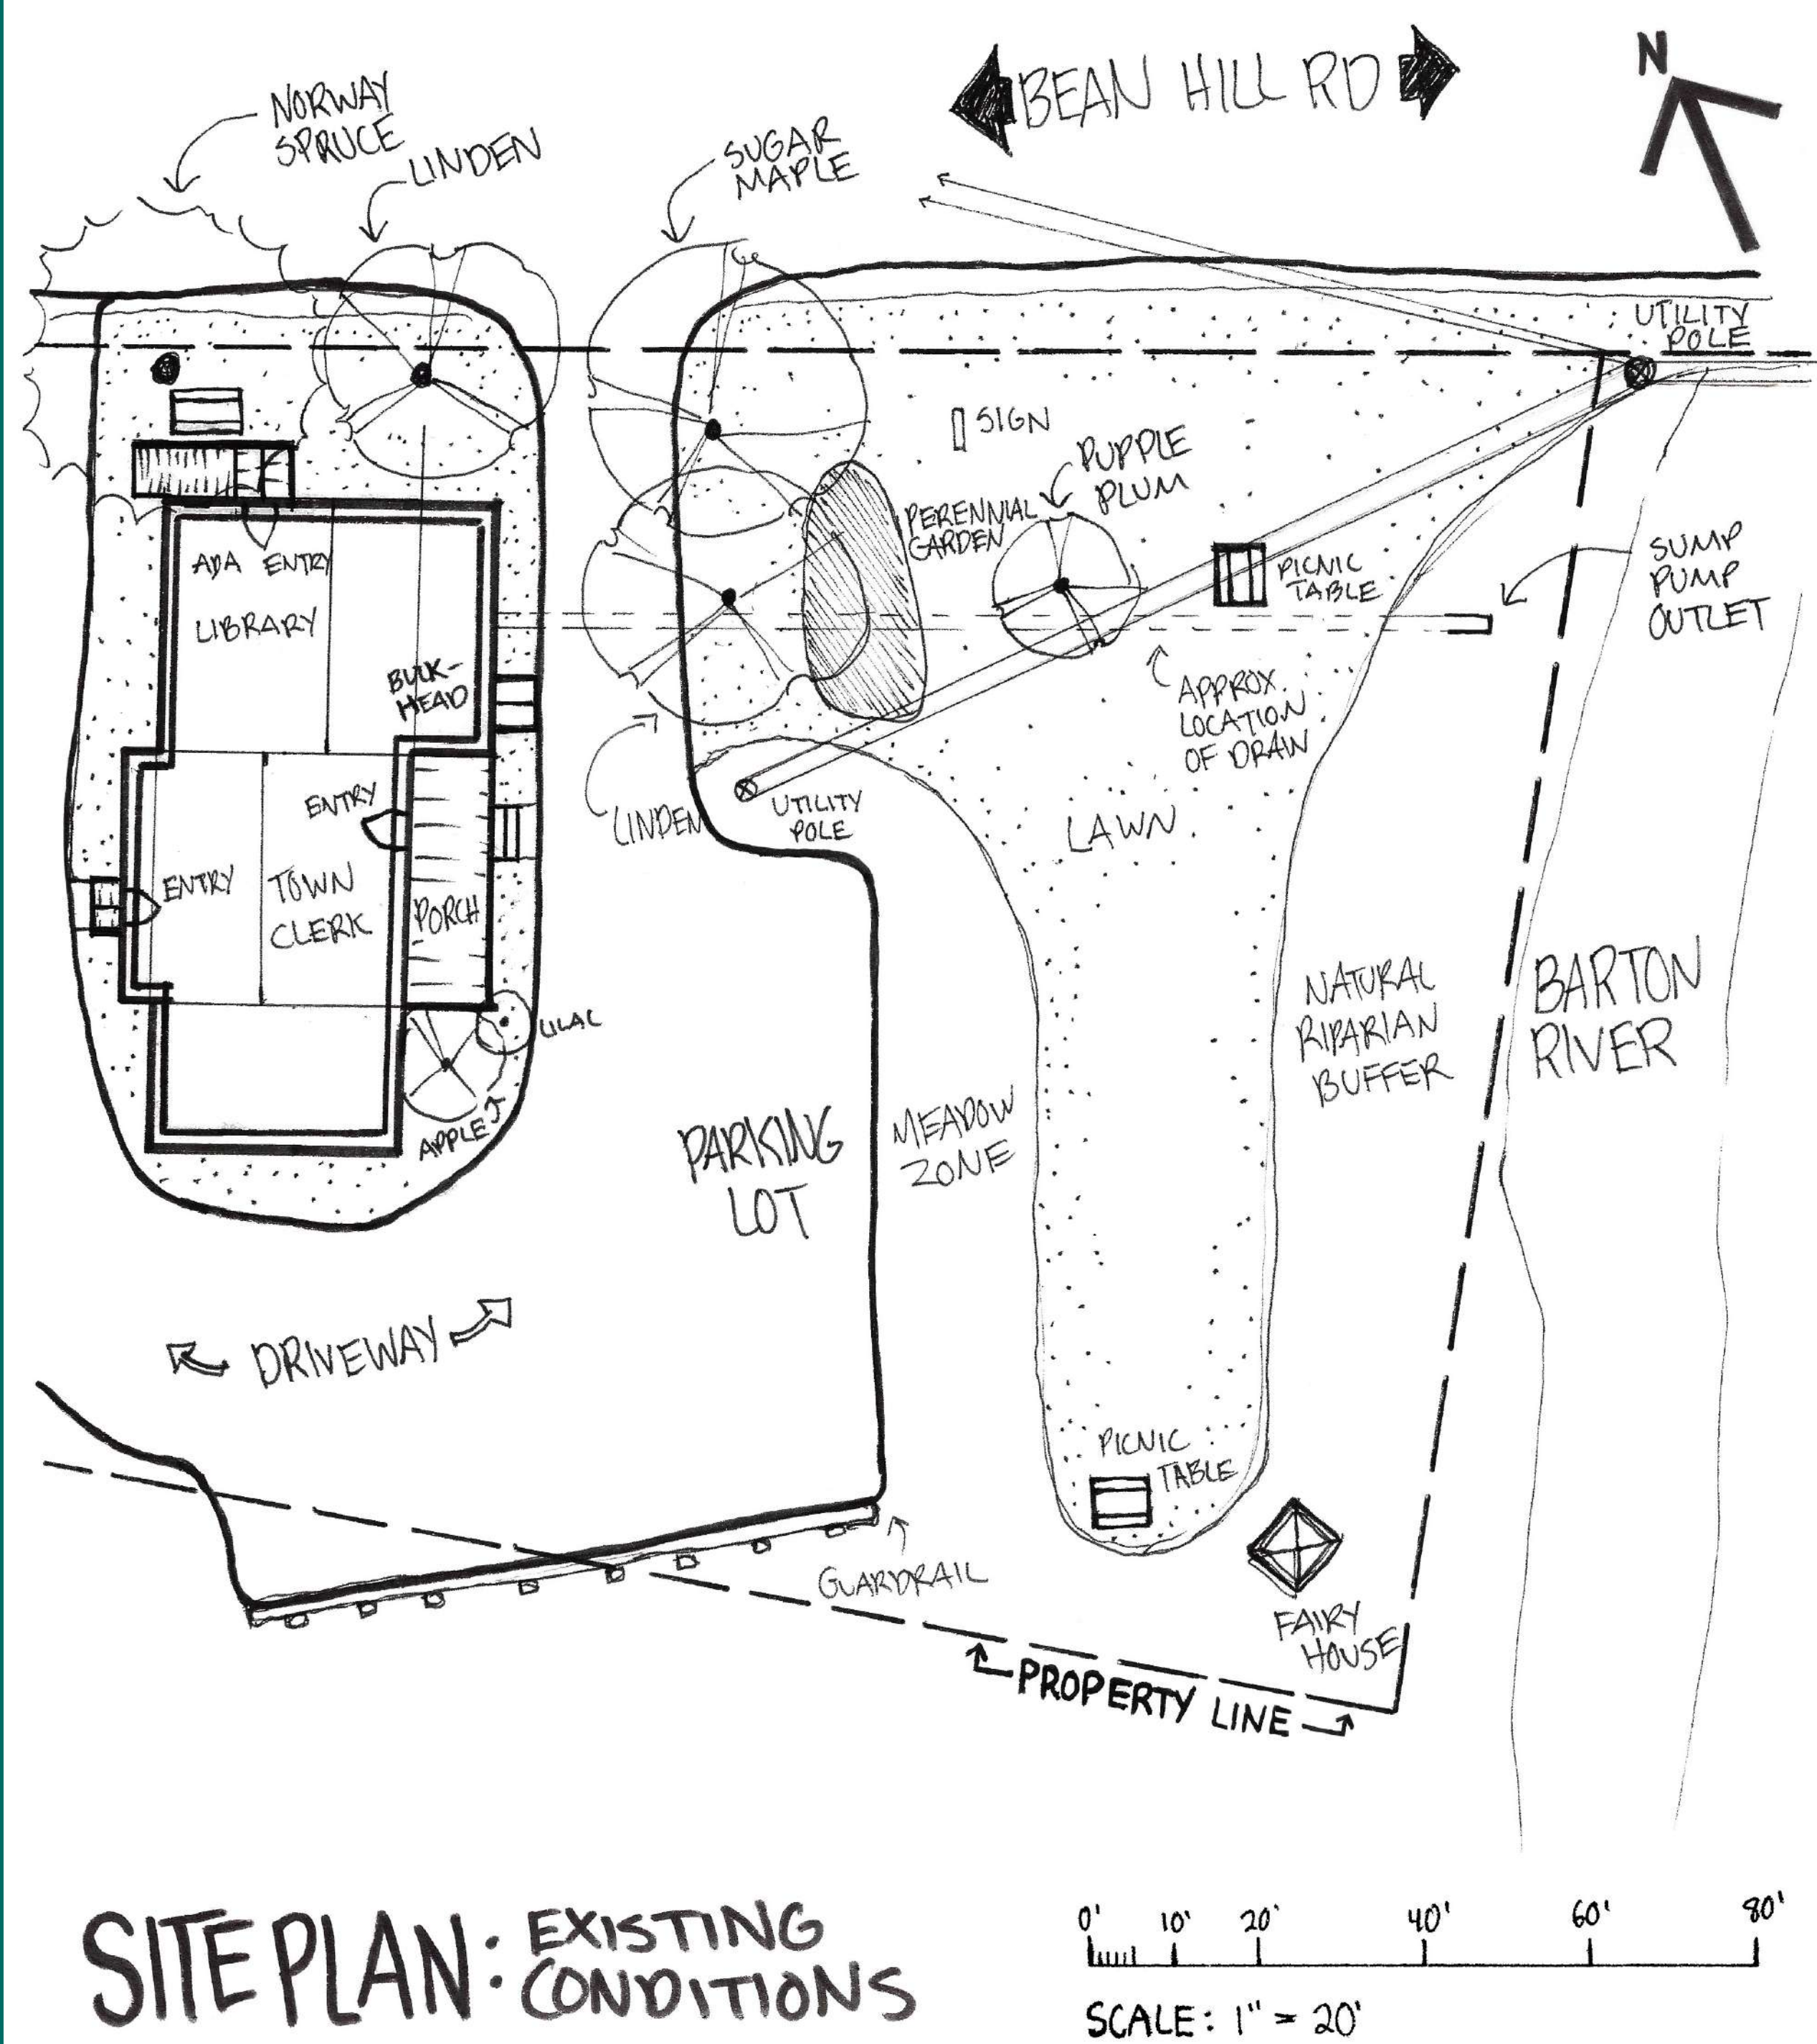 BEAN HILL RD
N
NORWAY
SPRUCE
LINDEN
SUGAR
MAPLE
UTILITY
POLE
SIGN
PURPLE
PLUM
PERENNIAL
GARDEN
PICNIC
TABLE
SUMP
PUMP
OUTLET
ADA ENTRY
LIBRARY
BULK-
HEAD
APPROX.
LOCATION
OF DRAIN
ENTRY
LINDEN
UTILITY
POLE
LAWN
ENTRY
TOWN
CLERK
PORCH
LILAC
APPLE
NATURAL
RIPARIAN
BUFFER
BARTON
RIVER
PARKING
LOT
MEADOW
ZONE
DRIVEWAY
PICNIC
TABLE
GUARDRAIL
FAIRY
HOUSE
PROPERTY LINE
SITE PLAN: EXISTING
CONDITIONS
0' 10' 20' 40' 60' 80'
SCALE: 1" = 20'